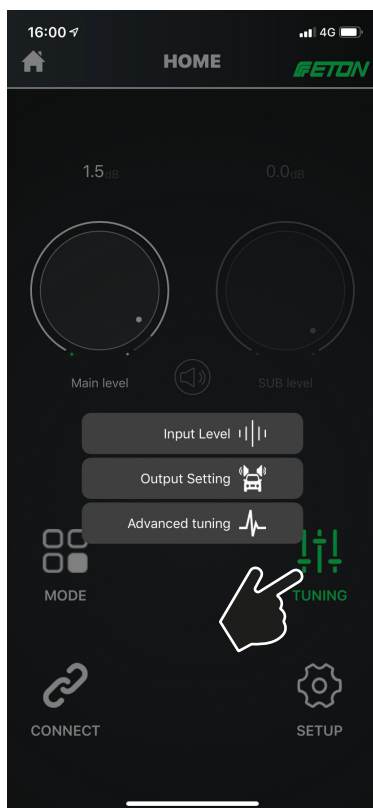 16:00 4G
HOME ETON
1.5dB 0.0dB
Main level SUB level
Input Level
Output Setting
Advanced tuning
MODE TUNING
CONNECT SETUP